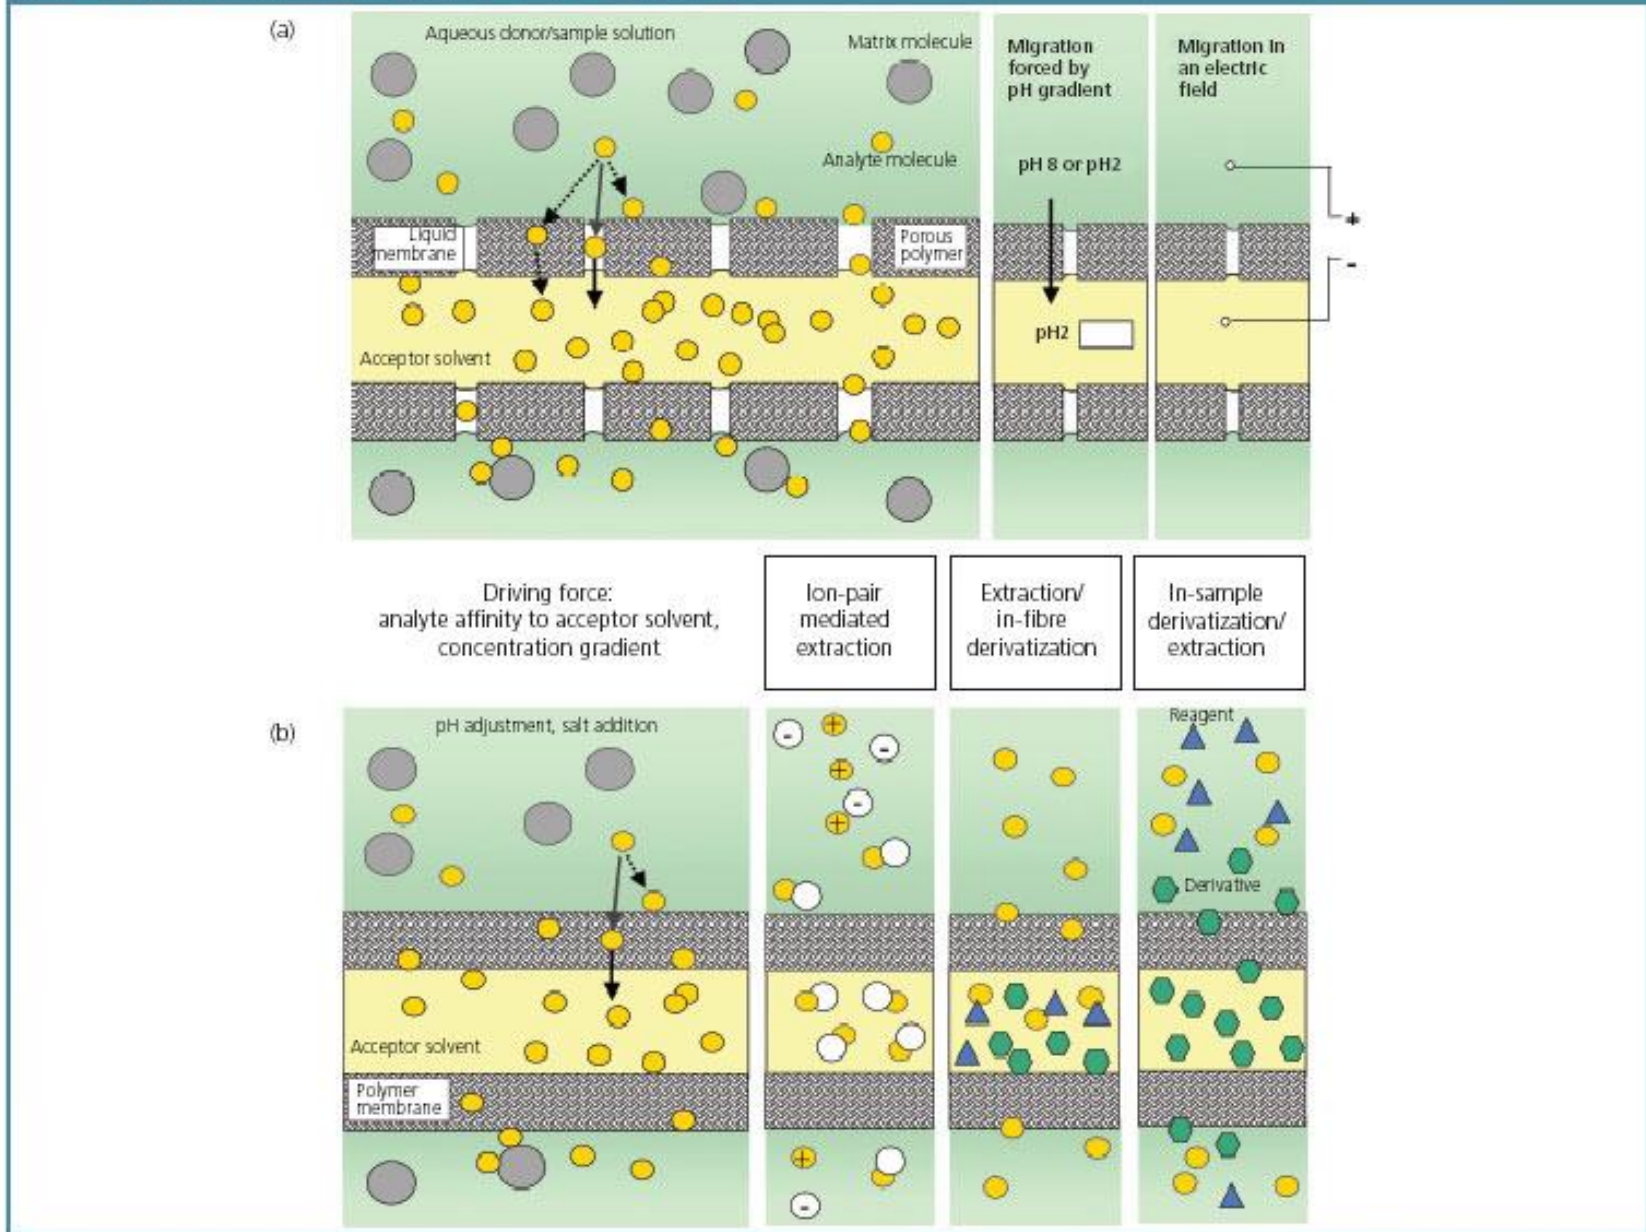 (a)
Aqueous donor/sample solution
Matrix molecule
Analyte molecule
Liquid
membrane
Porous
polymer
Acceptor solvent
Migration
forced by
pH gradient
pH 8 or pH2
pH2
Migration in
an electric
field
+
-
Driving force:
analyte affinity to acceptor solvent,
concentration gradient
Ion-pair
mediated
extraction
Extraction/
in-fibre
derivatization
In-sample
derivatization/
extraction
(b)
pH adjustment, salt addition
Acceptor solvent
Polymer
membrane
- +
-
+
-
+
+
-
Reagent
Derivative